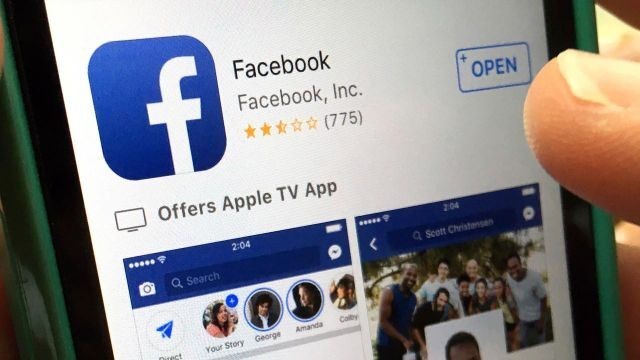 f
Facebook
Facebook, Inc.
(775)
+ OPEN
Offers Apple TV App
2:04
Search
Direct
Your Story
George
Amanda
Colby
2:04
Scott Christensen